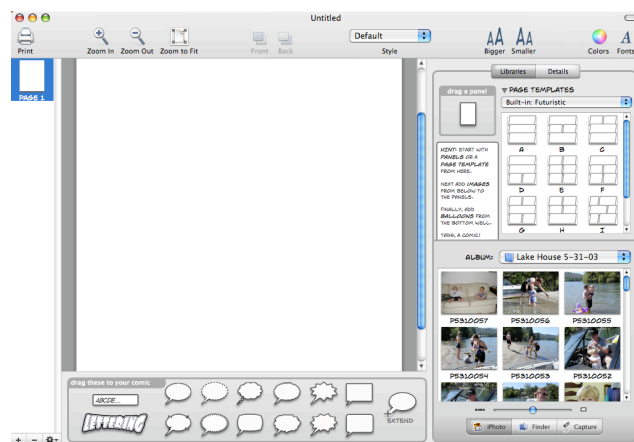 Untitled
Print
Zoom In Zoom Out Zoom to Fit
Front Back
Default
Style
Bigger Smaller
Colors Fonts
PAGE 1
Libraries Details
drag a panel
PAGE TEMPLATES
Built-in: Futuristic
A B C
D E F
G H I
HINT: START WITH
PANELS OR A
PAGE TEMPLATE
FROM HERE.
NEXT ADD IMAGES
FROM BELOW TO
THE PANELS.
FINALLY, ADD
BALLOONS FROM
THE BOTTOM WELL.
TADA, A COMIC!
ALBUM: Lake House 5-31-03
P5310057 P5310056 P5310055
P5310054 P5310053 P5310052
drag these to your comic
ABCDE...
LETTERING
EXTEND
iPhoto Finder Capture